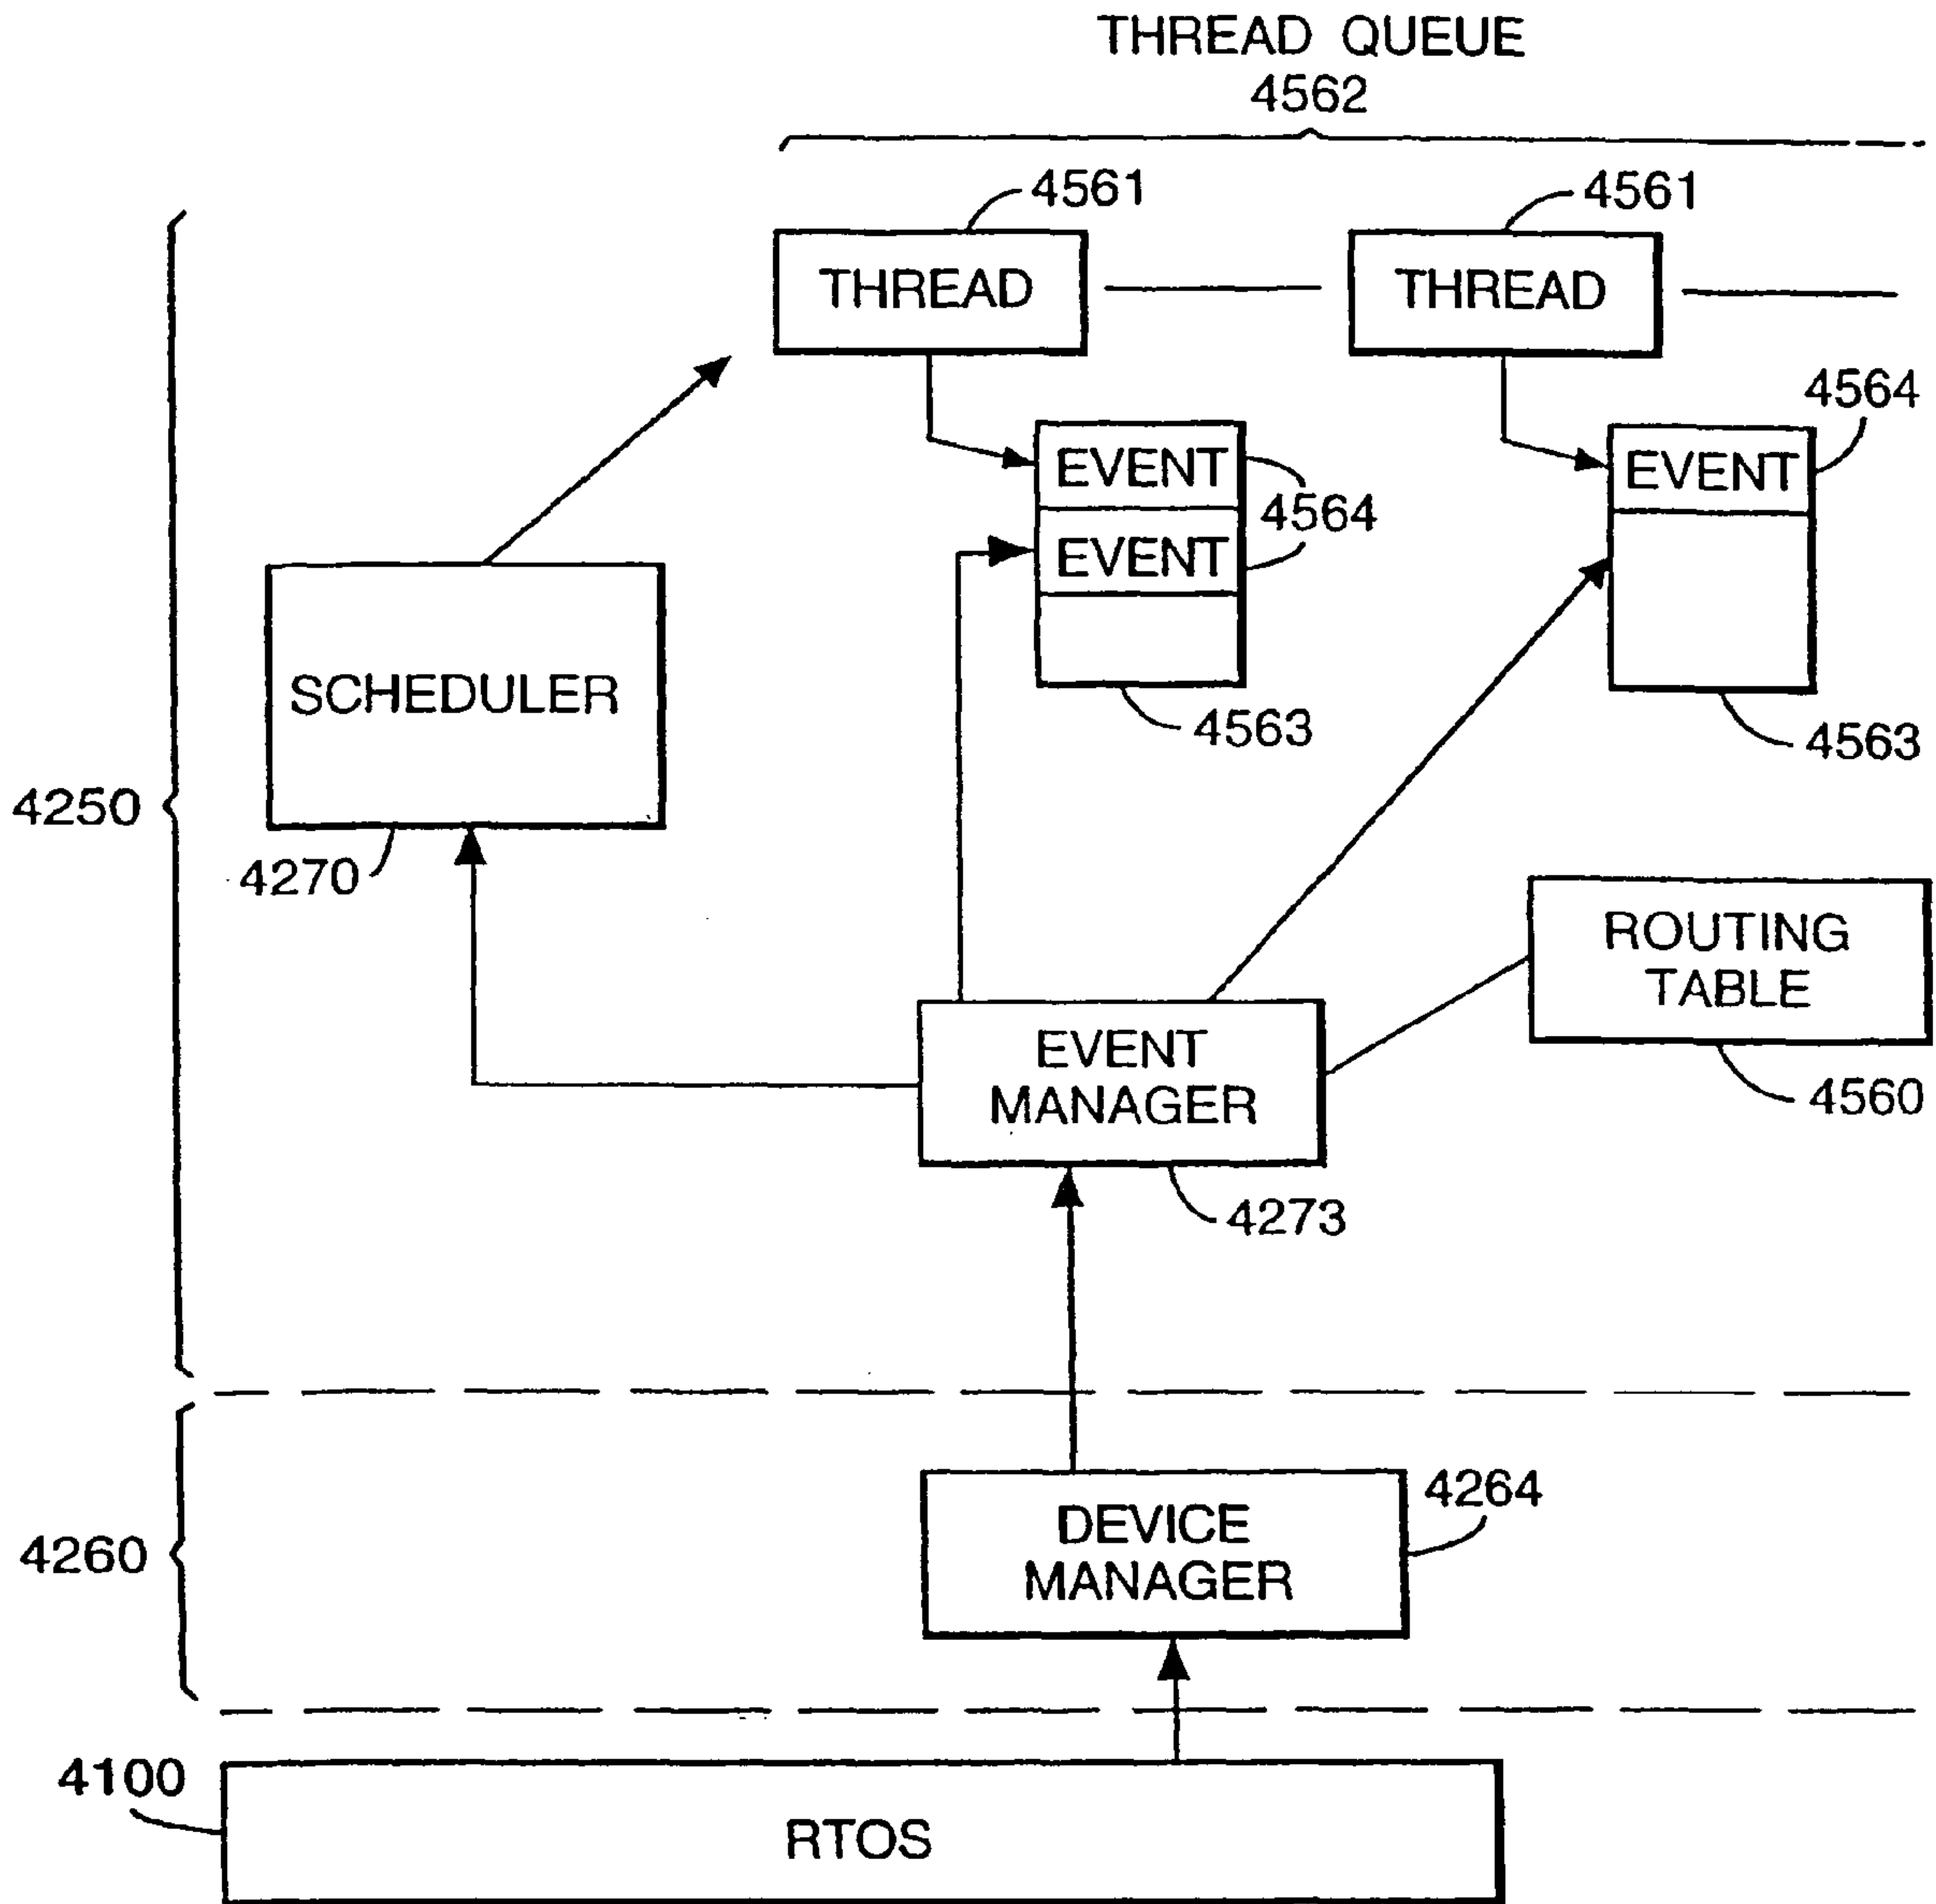 THREAD QUEUE
4562
4561
4561
THREAD
THREAD
4564
EVENT
EVENT
4564
EVENT
SCHEDULER
4563
4563
4250
4270
ROUTING
TABLE
EVENT
MANAGER
4560
4273
4264
DEVICE
MANAGER
4260
4100
RTOS